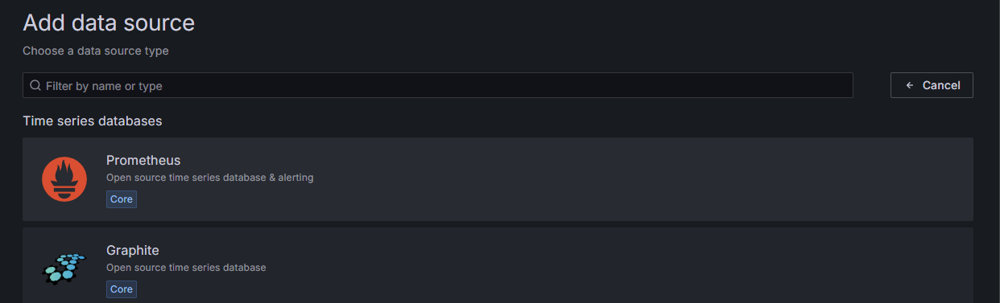 Add data source
Choose a data source type
Filter by name or type
Cancel
Time series databases
Prometheus
Open source time series database & alerting
Core
Graphite
Open source time series database
Core